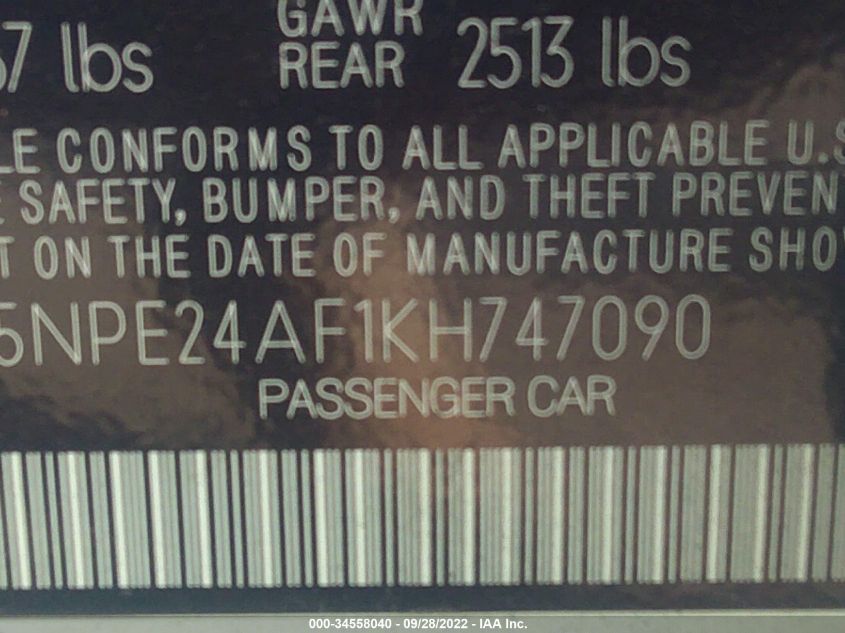 67 lbs GAWR REAR 2513 lbs
LE CONFORMS TO ALL APPLICABLE U.S
E SAFETY, BUMPER, AND THEFT PREVEN
T ON THE DATE OF MANUFACTURE SHO
5NPE24AF1KH747090
PASSENGER CAR
000-34558040 - 09/28/2022 - IAA Inc.